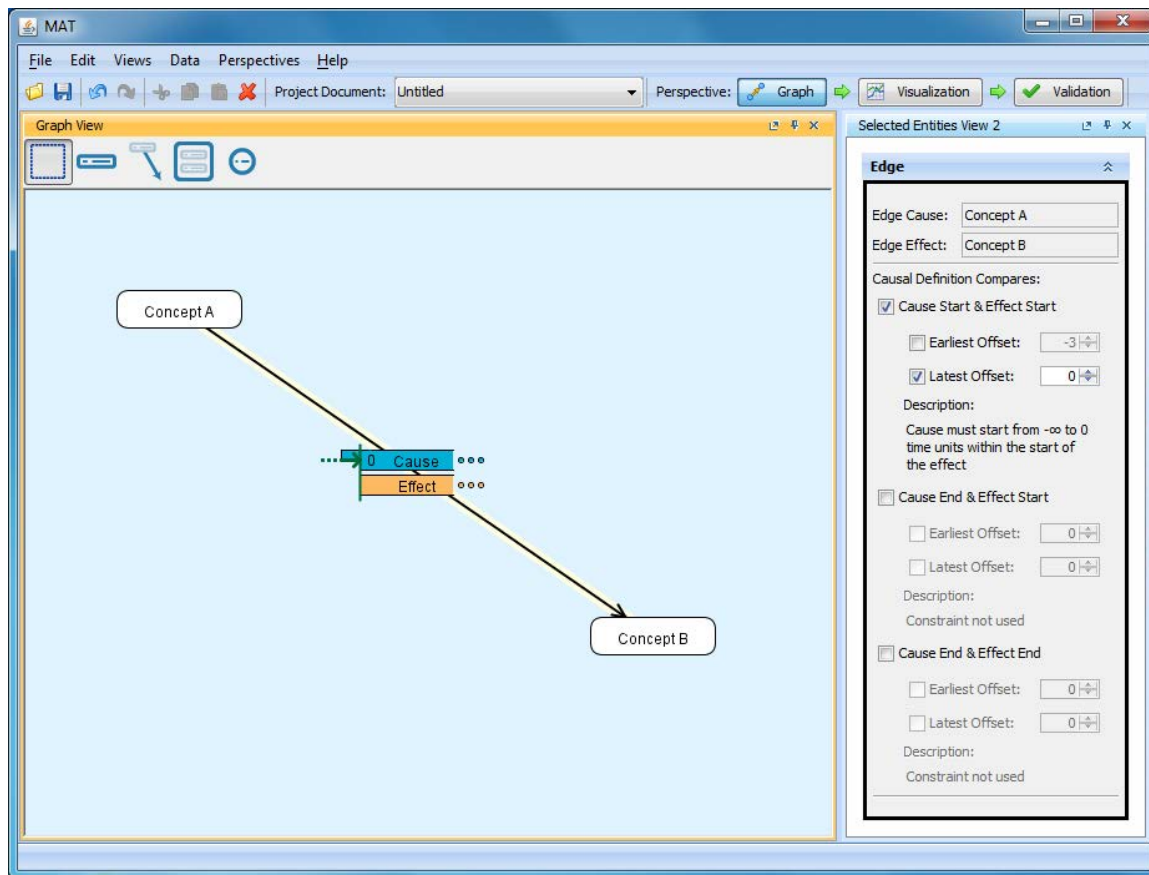 MAT
File Edit Views Data Perspectives Help
Project Document: Untitled Perspective: Graph Visualization Validation
Graph View
Selected Entities View 2
Edge
Edge Cause: Concept A
Edge Effect: Concept B
Causal Definition Compares:
Cause Start & Effect Start
Earliest Offset: -3
Latest Offset: 0
Description:
Cause must start from -∞ to 0
time units within the start of
the effect
Cause End & Effect Start
Earliest Offset: 0
Latest Offset: 0
Description:
Constraint not used
Cause End & Effect End
Earliest Offset: 0
Latest Offset: 0
Description:
Constraint not used
Concept A
0 Cause
Effect
Concept B